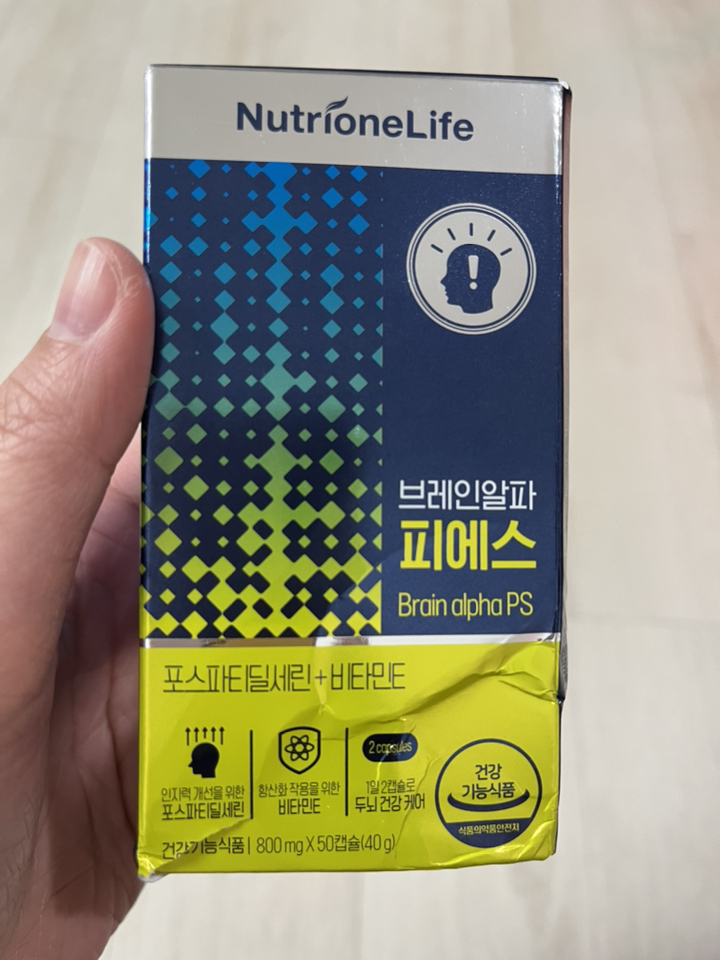 NutrioneLife
브레인알파
피에스
Brain alpha PS
포스파티딜세린+비타민E
인지력 개선을 위한
포스파티딜세린
항산화 작용을 위한
비타민E
2 capsules
1일 2캡슐로
두뇌 건강 케어
건강
기능식품
식품의약품안전처
건강기능식품 | 800 mg X 50캡슐(40 g)